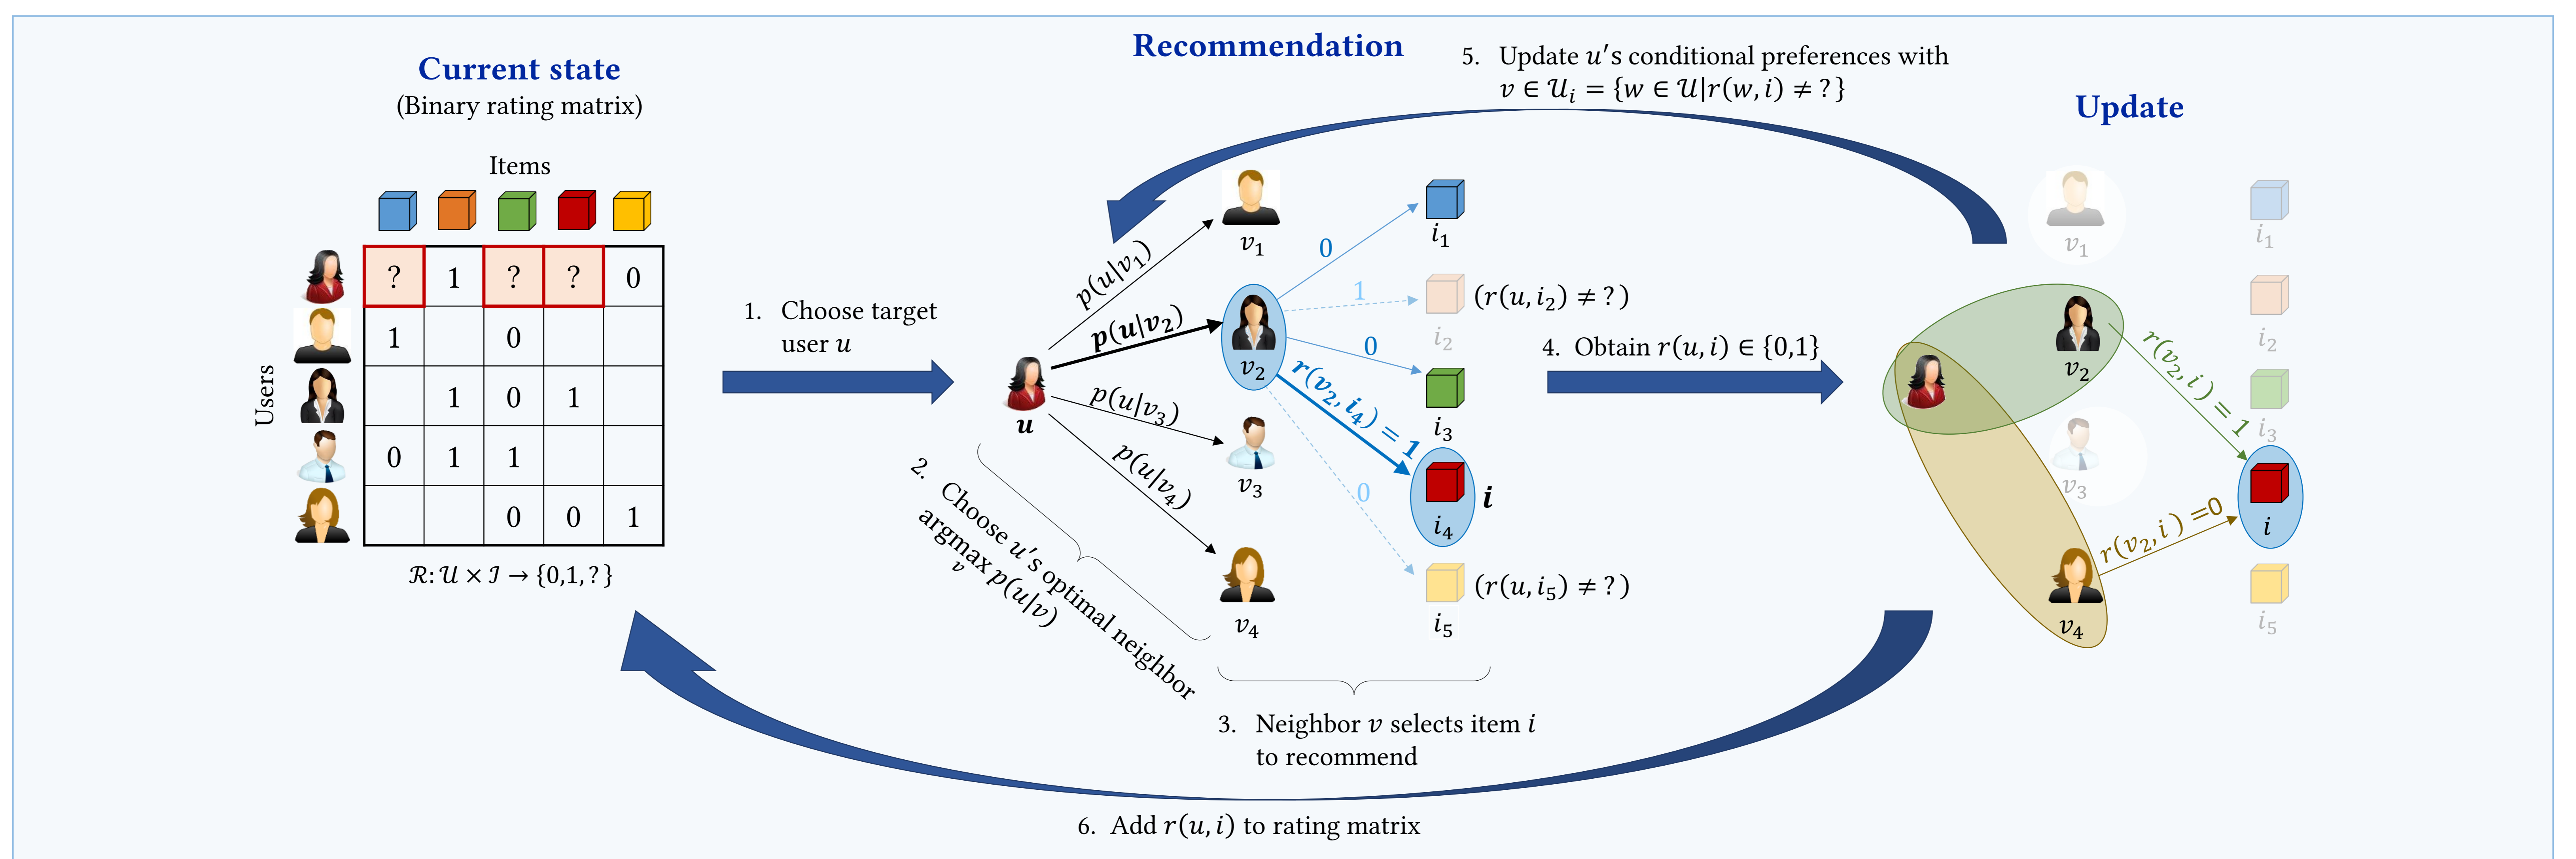 Current state
(Binary rating matrix)
Items
Users
? 1 ? ? 0
1 0
1 0 1
0 1 1
0 0 1
ℛ: 𝒰 × ℐ → {0,1, ? }
1. Choose target
user u
Recommendation
u
p(u|v₁)
p(u|v₂)
p(u|v₃)
p(u|v₄)
v₁
v₂
v₃
v₄
2. Choose u′s optimal neighbor
argmax p(u|v)
v
0
1
0
r(v₂, i₄) = 1
0
i₁
i₂
(r(u, i₂) ≠ ? )
i₃
i₄
i
i₅
(r(u, i₅) ≠ ? )
3. Neighbor v selects item i
to recommend
4. Obtain r(u, i) ∈ {0,1}
5. Update u′s conditional preferences with
v ∈ 𝒰ᵢ = {w ∈ 𝒰|r(w, i) ≠ ? }
Update
v₁
v₂
v₃
v₄
r(v₂, i ) = 1
r(v₂, i ) =0
i₁
i₂
i₃
i
i₅
6. Add r(u, i) to rating matrix